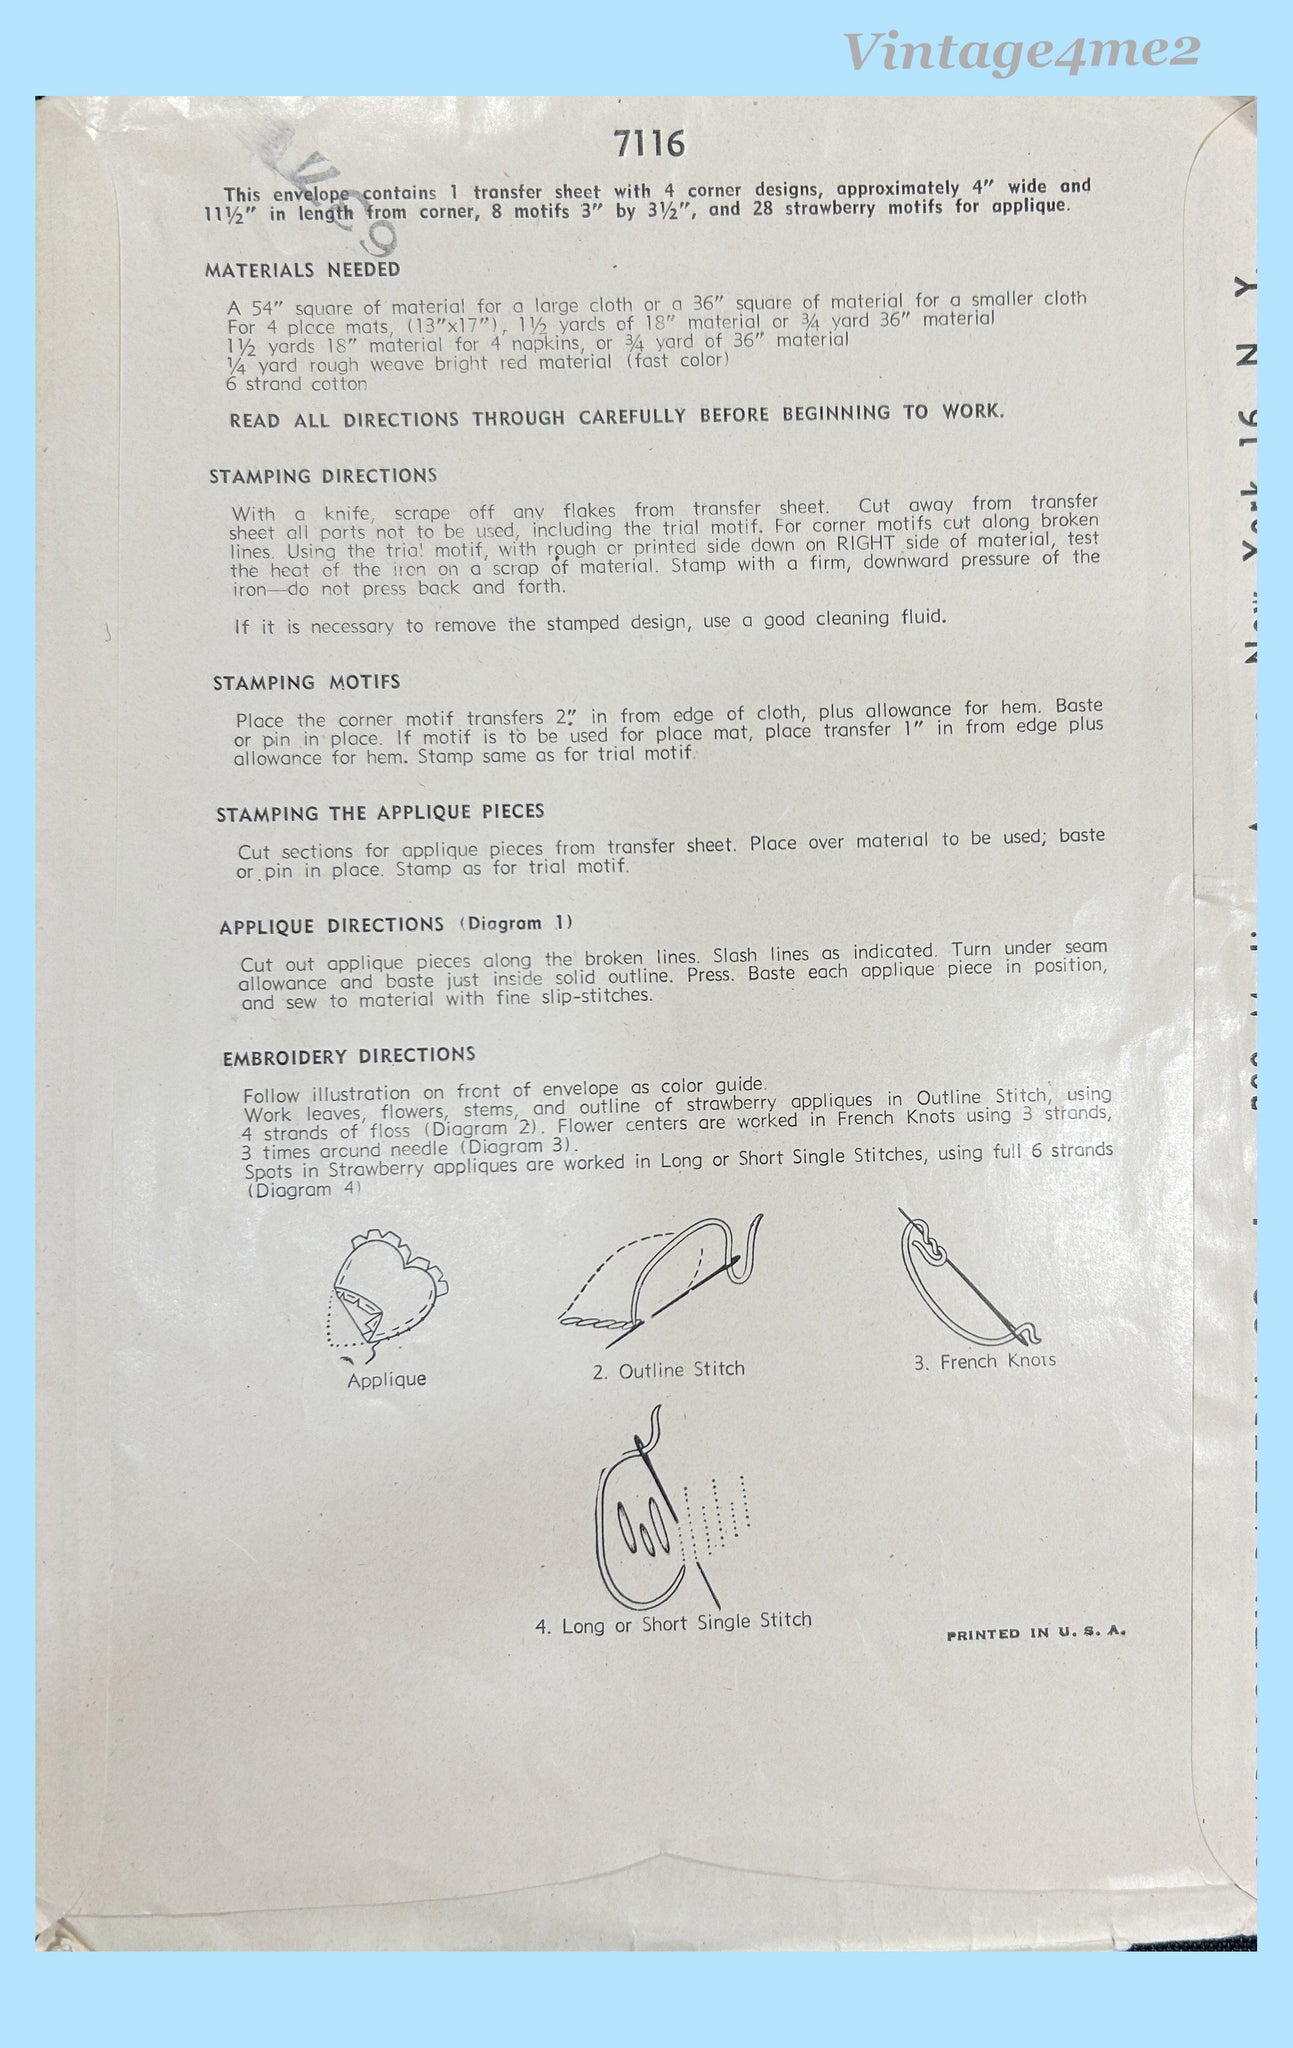 Vintage4me2
7116
This envelope contains 1 transfer sheet with 4 corner designs, approximately 4" wide and
11½" in length from corner, 8 motifs 3" by 3½", and 28 strawberry motifs for applique.
MATERIALS NEEDED
A 54" square of material for a large cloth or a 36" square of material for a smaller cloth
For 4 place mats, (13"x17"), 1½ yards of 18" material or ¾ yard 36" material
1½ yards 18" material for 4 napkins, or ¾ yard of 36" material
¼ yard rough weave bright red material (fast color)
6 strand cotton
READ ALL DIRECTIONS THROUGH CAREFULLY BEFORE BEGINNING TO WORK.
STAMPING DIRECTIONS
With a knife, scrape off any flakes from transfer sheet. Cut away from transfer
sheet all parts not to be used, including the trial motif. For corner motifs cut along broken
lines. Using the trial motif, with rough or printed side down on RIGHT side of material, test
the heat of the iron on a scrap of material. Stamp with a firm, downward pressure of the
iron—do not press back and forth.
If it is necessary to remove the stamped design, use a good cleaning fluid.
STAMPING MOTIFS
Place the corner motif transfers 2" in from edge of cloth, plus allowance for hem. Baste
or pin in place. If motif is to be used for place mat, place transfer 1" in from edge plus
allowance for hem. Stamp same as for trial motif.
STAMPING THE APPLIQUE PIECES
Cut sections for applique pieces from transfer sheet. Place over material to be used; baste
or pin in place. Stamp as for trial motif.
APPLIQUE DIRECTIONS (Diagram 1)
Cut out applique pieces along the broken lines. Slash lines as indicated. Turn under seam
allowance and baste just inside solid outline. Press. Baste each applique piece in position,
and sew to material with fine slip-stitches.
EMBROIDERY DIRECTIONS
Follow illustration on front of envelope as color guide.
Work leaves, flowers, stems, and outline of strawberry appliques in Outline Stitch, using
4 strands of floss (Diagram 2). Flower centers are worked in French Knots using 3 strands,
3 times around needle (Diagram 3).
Spots in Strawberry appliques are worked in Long or Short Single Stitches, using full 6 strands
(Diagram 4)
Applique
2. Outline Stitch
3. French Knots
4. Long or Short Single Stitch
PRINTED IN U. S. A.
New York 16 N Y.